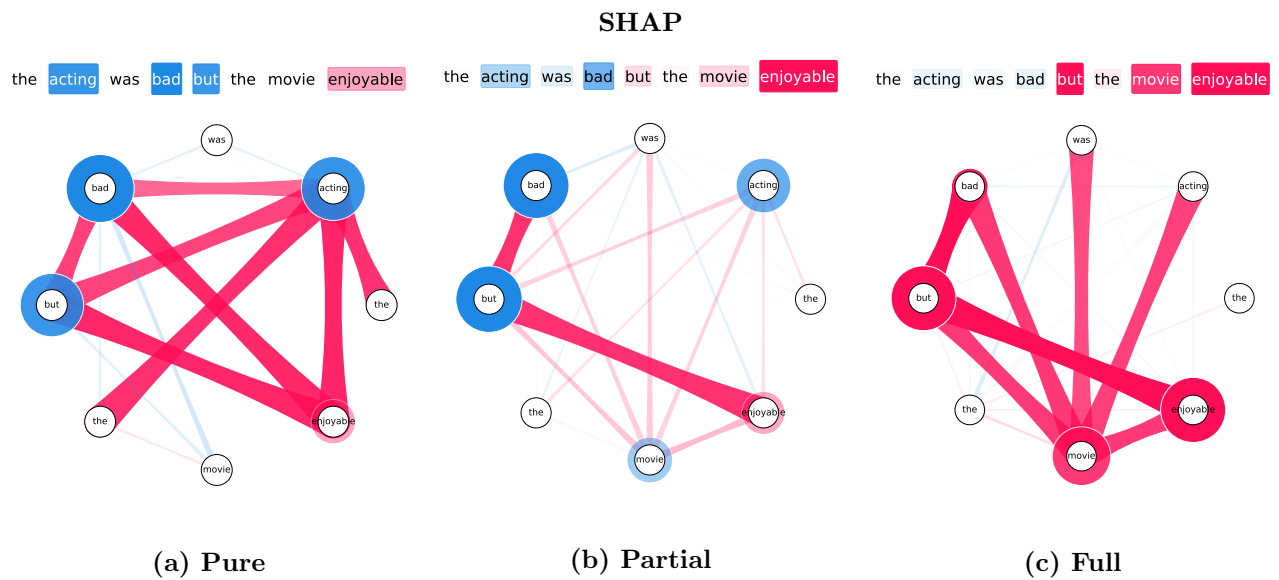 SHAP
the acting was bad but the movie enjoyable
the acting was bad but the movie enjoyable
the acting was bad but the movie enjoyable
was
bad
acting
but
the
the
enjoyable
movie
was
bad
acting
but
the
the
enjoyable
movie
was
bad
acting
but
the
the
enjoyable
movie
(a) Pure
(b) Partial
(c) Full